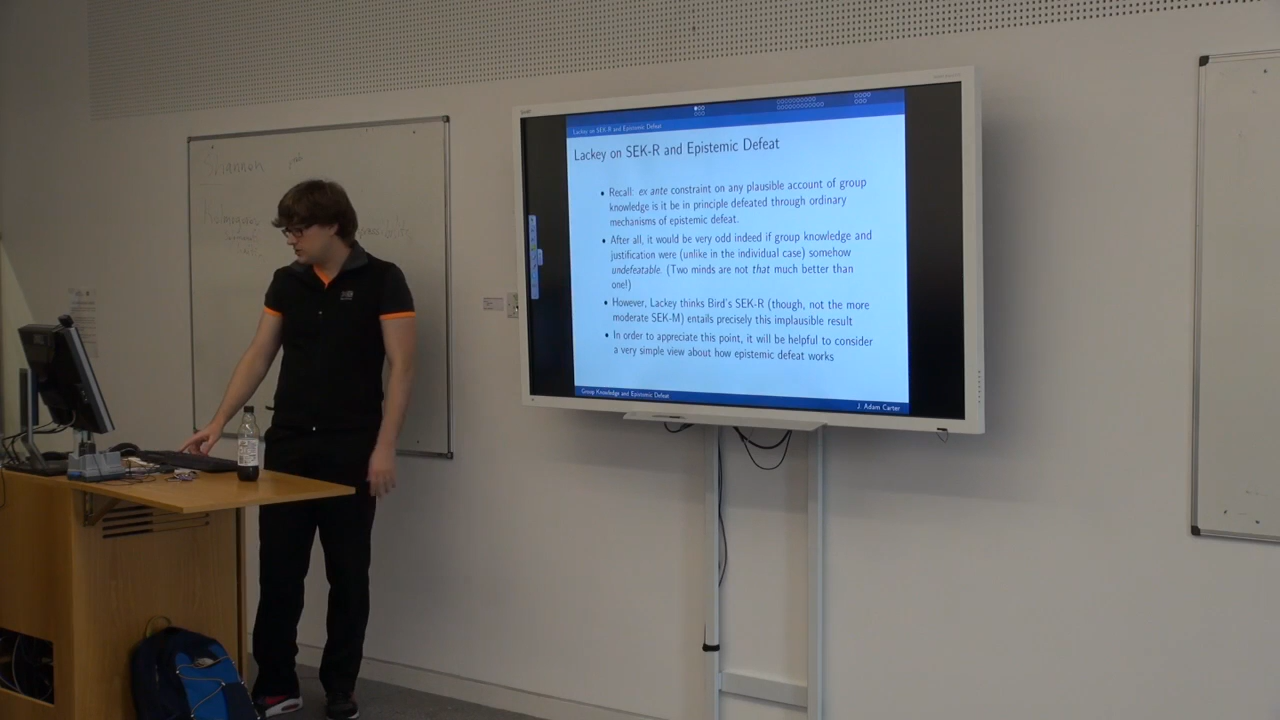 Shannon
Lackey on SEK-R and Epistemic Defeat
Lackey on SEK-R and Epistemic Defeat
• Recall: ex ante constraint on any plausible account of group
knowledge is it be in principle defeated through ordinary
mechanisms of epistemic defeat.
• After all, it would be very odd indeed if group knowledge and
justification were (unlike in the individual case) somehow
undefeatable. (Two minds are not that much better than
one!)
• However, Lackey thinks Bird's SEK-R (though, not the more
moderate SEK-M) entails precisely this implausible result
• In order to appreciate this point, it will be helpful to consider
a very simple view about how epistemic defeat works
Group Knowledge and Epistemic Defeat
J. Adam Carter